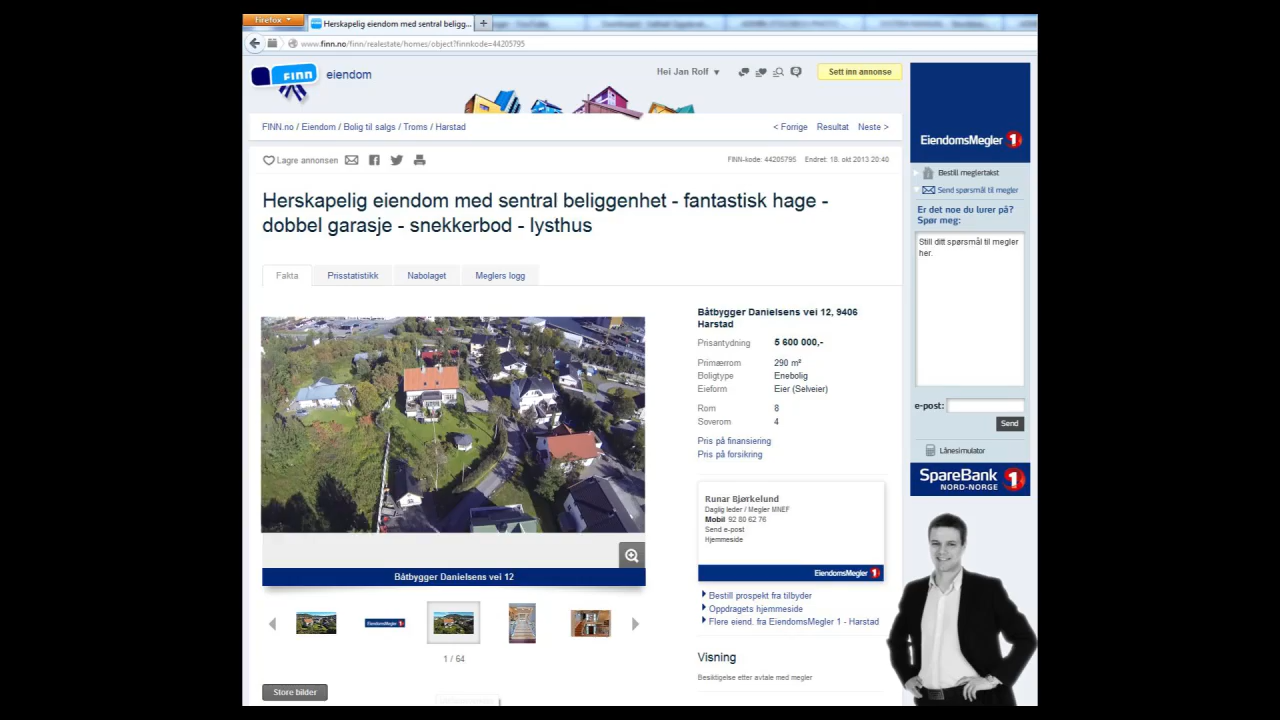 Firefox
Herskapelig eiendom med sentral beligg...
www.finn.no/finn/realestate/homes/object?finnkode=44205795
FINN eiendom
Hei Jan Rolf
Sett inn annonse
FINN.no / Eiendom / Bolig til salgs / Troms / Harstad
< Forrige Resultat Neste >
Lagre annonsen
FINN-kode: 44205795 Endret: 18. okt 2013 20:40
Herskapelig eiendom med sentral beliggenhet - fantastisk hage -
dobbel garasje - snekkerbod - lysthus
Fakta Prisstatistikk Nabolaget Meglers logg
Båtbygger Danielsens vei 12, 9406
Harstad
Prisantydning 5 600 000,-
Primærrom 290 m²
Boligtype Enebolig
Eieform Eier (Selveier)
Rom 8
Soverom 4
Pris på finansiering
Pris på forsikring
Runar Bjørkelund
Daglig leder / Megler MNEF
Mobil 92 80 62 76
Send e-post
Hjemmeside
EiendomsMegler 1
Båtbygger Danielsens vei 12
EiendomsMegler 1
1 / 64
Store bilder
Bestill prospekt fra tilbyder
Oppdragets hjemmeside
Flere eiend. fra EiendomsMegler 1 - Harstad
Visning
Besiktigelse etter avtale med megler
EiendomsMegler 1
Bestill meglertakst
Send spørsmål til megler
Er det noe du lurer på?
Spør meg:
Still ditt spørsmål til megler
her.
e-post:
Send
Lånesimulator
SpareBank 1
NORD-NORGE